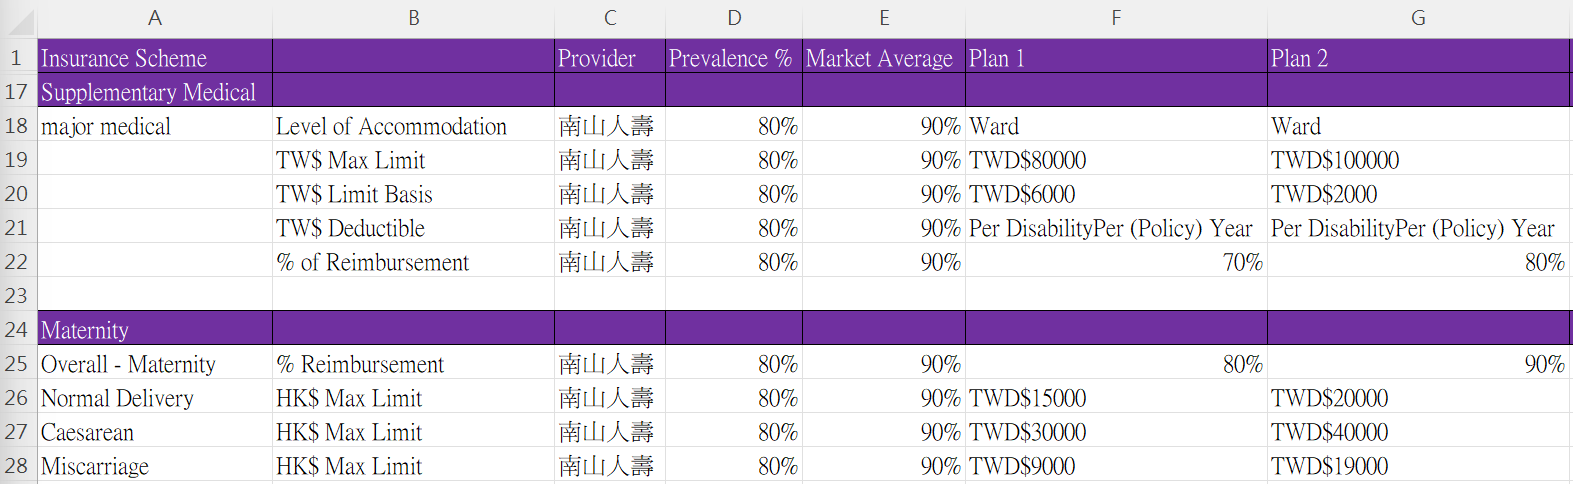 A B C D E F G
1 Insurance Scheme Provider Prevalence % Market Average Plan 1 Plan 2
17 Supplementary Medical
18 major medical Level of Accommodation 南山人壽 80% 90% Ward Ward
19 TW$ Max Limit 南山人壽 80% 90% TWD$80000 TWD$100000
20 TW$ Limit Basis 南山人壽 80% 90% TWD$6000 TWD$2000
21 TW$ Deductible 南山人壽 80% 90% Per DisabilityPer (Policy) Year Per DisabilityPer (Policy) Year
22 % of Reimbursement 南山人壽 80% 90% 70% 80%
23
24 Maternity
25 Overall - Maternity % Reimbursement 南山人壽 80% 90% 80% 90%
26 Normal Delivery HK$ Max Limit 南山人壽 80% 90% TWD$15000 TWD$20000
27 Caesarean HK$ Max Limit 南山人壽 80% 90% TWD$30000 TWD$40000
28 Miscarriage HK$ Max Limit 南山人壽 80% 90% TWD$9000 TWD$19000